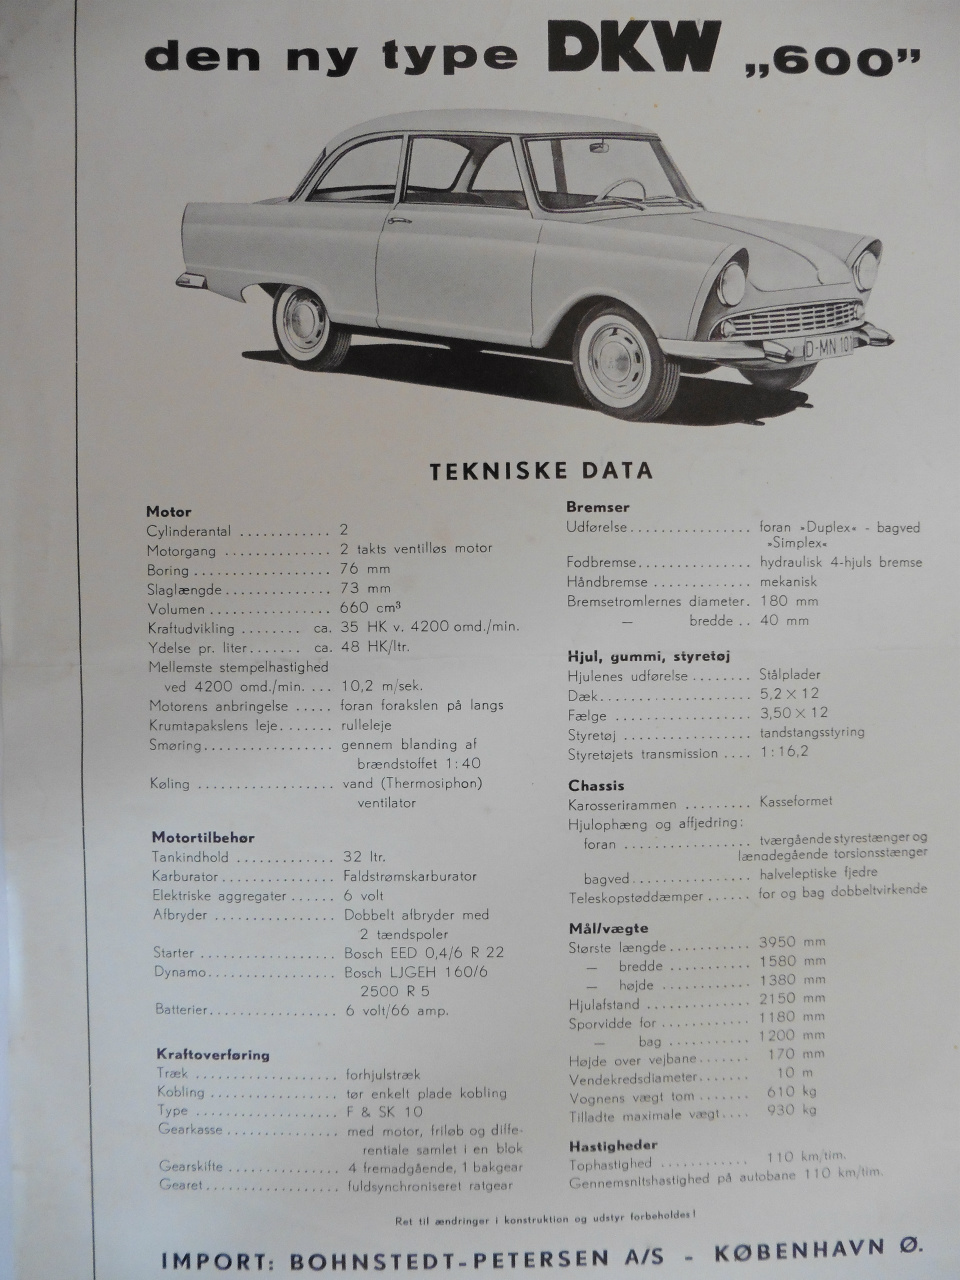 den ny type DKW „600”
D-MN 101
TEKNISKE DATA
Motor
Cylinderantal ............ 2
Motorgang .............. 2 takts ventilløs motor
Boring .................. 76 mm
Slaglængde.............. 73 mm
Volumen ................ 660 cm³
Kraftudvikling ........ ca. 35 HK v. 4200 omd./min.
Ydelse pr. liter....... ca. 48 HK/ltr.
Mellemste stempelhastighed
ved 4200 omd./min. .... 10,2 m/sek.
Motorens anbringelse ..... foran forakslen på langs
Krumtapakslens leje....... rulleleje
Smøring................. gennem blanding af
brændstoffet 1:40
Køling .................. vand (Thermosiphon)
ventilator
Motortilbehør
Tankindhold ............. 32 ltr.
Karburator............... Faldstrømskarburator
Elektriske aggregater ...... 6 volt
Afbryder ................ Dobbelt afbryder med
2 tændspoler
Starter .................. Bosch EED 0,4/6 R 22
Dynamo................. Bosch LJGEH 160/6
2500 R 5
Batterier................. 6 volt/66 amp.
Kraftoverføring
Træk ................... forhjulstræk
Kobling ................. tør enkelt plade kobling
Type ................... F & SK 10
Gearkasse ............... med motor, friløb og diffe-
rentiale samlet i en blok
Gearskifte ............... 4 fremadgående, 1 bakgear
Gearet.................. fuldsynchroniseret ratgear
Bremser
Udførelse................ foran »Duplex« - bagved
»Simplex«
Fodbremse............... hydraulisk 4-hjuls bremse
Håndbremse ............. mekanisk
Bremsetromlernes diameter. 180 mm
— bredde .. 40 mm
Hjul, gummi, styretøj
Hjulenes udførelse ........ Stålplader
Dæk.................... 5,2 × 12
Fælge .................. 3,50 × 12
Styretøj ................. tandstangsstyring
Styretøjets transmission .... 1:16,2
Chassis
Karosserirammen ......... Kasseformet
Hjulophæng og affjedring:
foran ................. tværgående styrestænger og
længdegående torsionsstænger
bagved................ halveleptiske fjedre
Teleskopstøddæmper ...... for og bag dobbeltvirkende
Mål/vægte
Største længde........... 3950 mm
— bredde ........... 1580 mm
— højde ............ 1380 mm
Hjulafstand .............. 2150 mm
Sporvidde for ............ 1180 mm
— bag ........... 1200 mm
Højde over vejbane....... 170 mm
Vendekredsdiameter....... 10 m
Vognens vægt tom ....... 610 kg
Tilladte maximale vægt.... 930 kg
Hastigheder
Tophastighed ............ 110 km/tim.
Gennemsnitshastighed på autobane 110 km/tim.
Ret til ændringer i konstruktion og udstyr forbeholdes!
IMPORT: BOHNSTEDT-PETERSEN A/S - KØBENHAVN Ø.